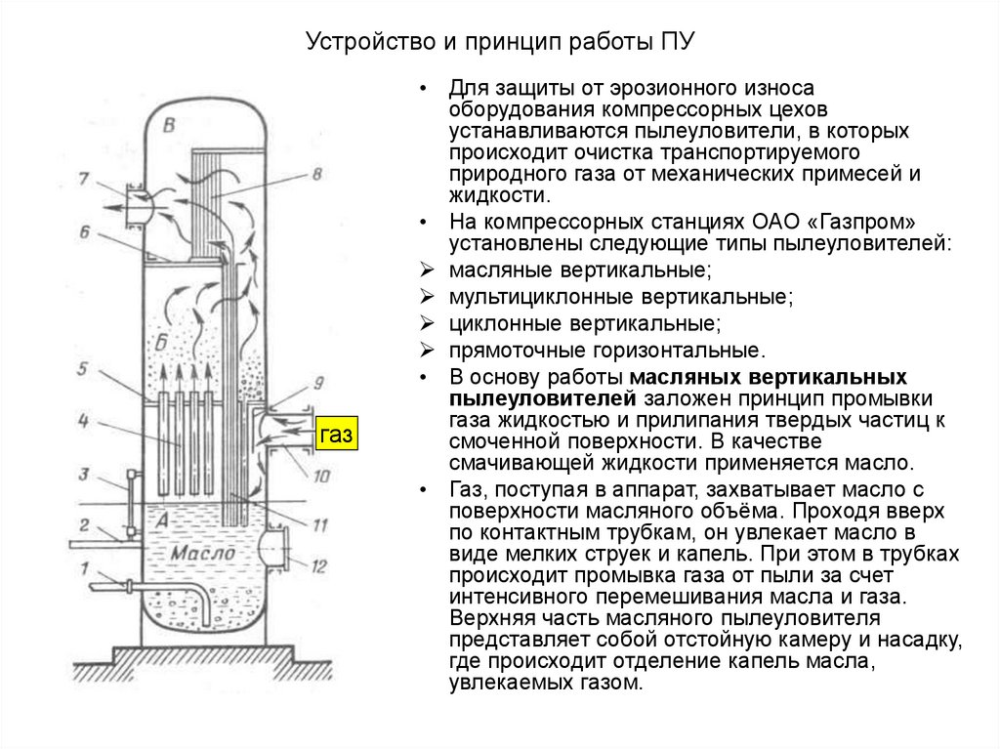 Устройство и принцип работы ПУ
• Для защиты от эрозионного износа
оборудования компрессорных цехов
устанавливаются пылеуловители, в которых
происходит очистка транспортируемого
природного газа от механических примесей и
жидкости.
• На компрессорных станциях ОАО «Газпром»
установлены следующие типы пылеуловителей:
➢ масляные вертикальные;
➢ мультициклонные вертикальные;
➢ циклонные вертикальные;
➢ прямоточные горизонтальные.
• В основу работы масляных вертикальных
пылеуловителей заложен принцип промывки
газа жидкостью и прилипания твердых частиц к
смоченной поверхности. В качестве
смачивающей жидкости применяется масло.
• Газ, поступая в аппарат, захватывает масло с
поверхности масляного объёма. Проходя вверх
по контактным трубкам, он увлекает масло в
виде мелких струек и капель. При этом в трубках
происходит промывка газа от пыли за счет
интенсивного перемешивания масла и газа.
Верхняя часть масляного пылеуловителя
представляет собой отстойную камеру и насадку,
где происходит отделение капель масла,
увлекаемых газом.
В
7
8
6
Б
5
9
4
газ
3
10
А
2
11
Масло
1
12